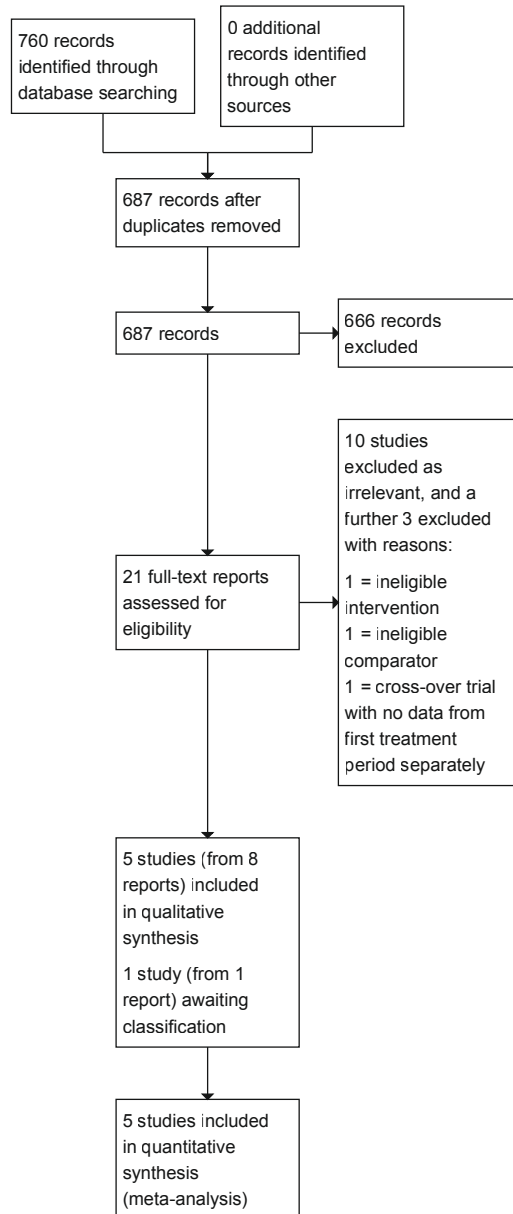 760 records
identified through
database searching
0 additional
records identified
through other
sources
687 records after
duplicates removed
687 records
666 records
excluded
21 full-text reports
assessed for
eligibility
10 studies
excluded as
irrelevant, and a
further 3 excluded
with reasons:
1 = ineligible
intervention
1 = ineligible
comparator
1 = cross-over trial
with no data from
first treatment
period separately
5 studies (from 8
reports) included
in qualitative
synthesis
1 study (from 1
report) awaiting
classification
5 studies included
in quantitative
synthesis
(meta-analysis)